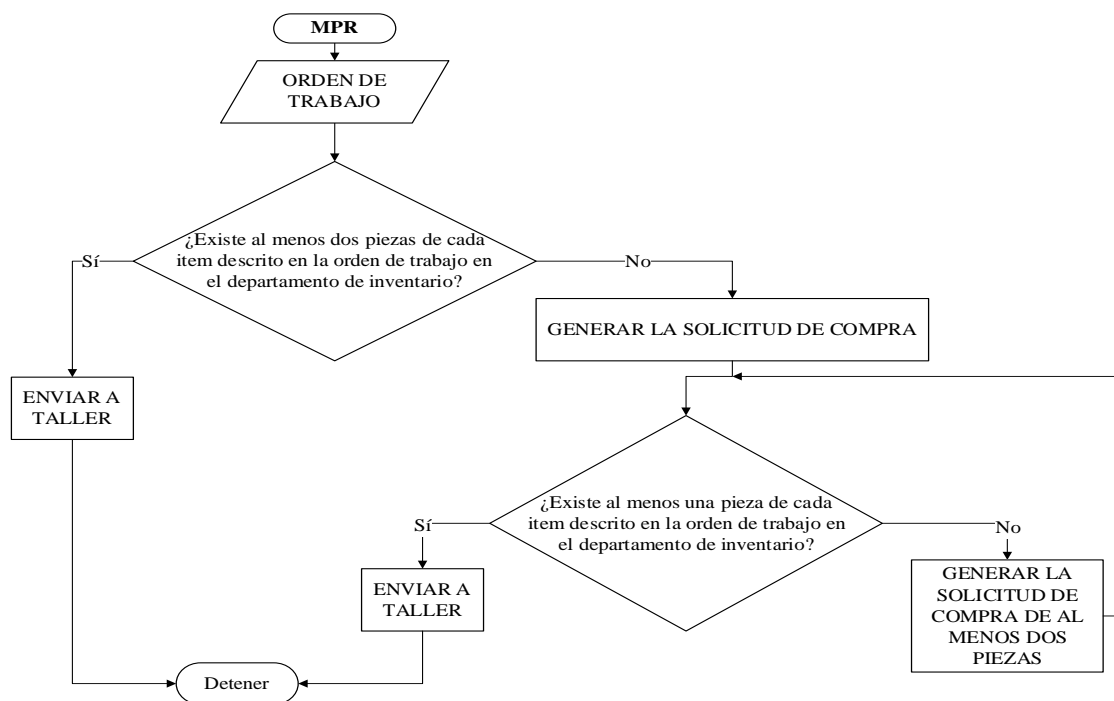 MPR
ORDEN DE
TRABAJO
¿Existe al menos dos piezas de cada
item descrito en la orden de trabajo en
el departamento de inventario?
Sí
No
GENERAR LA SOLICITUD DE COMPRA
ENVIAR A
TALLER
¿Existe al menos una pieza de cada
item descrito en la orden de trabajo en
el departamento de inventario?
Sí
No
ENVIAR A
TALLER
GENERAR LA
SOLICITUD DE
COMPRA DE AL
MENOS DOS
PIEZAS
Detener